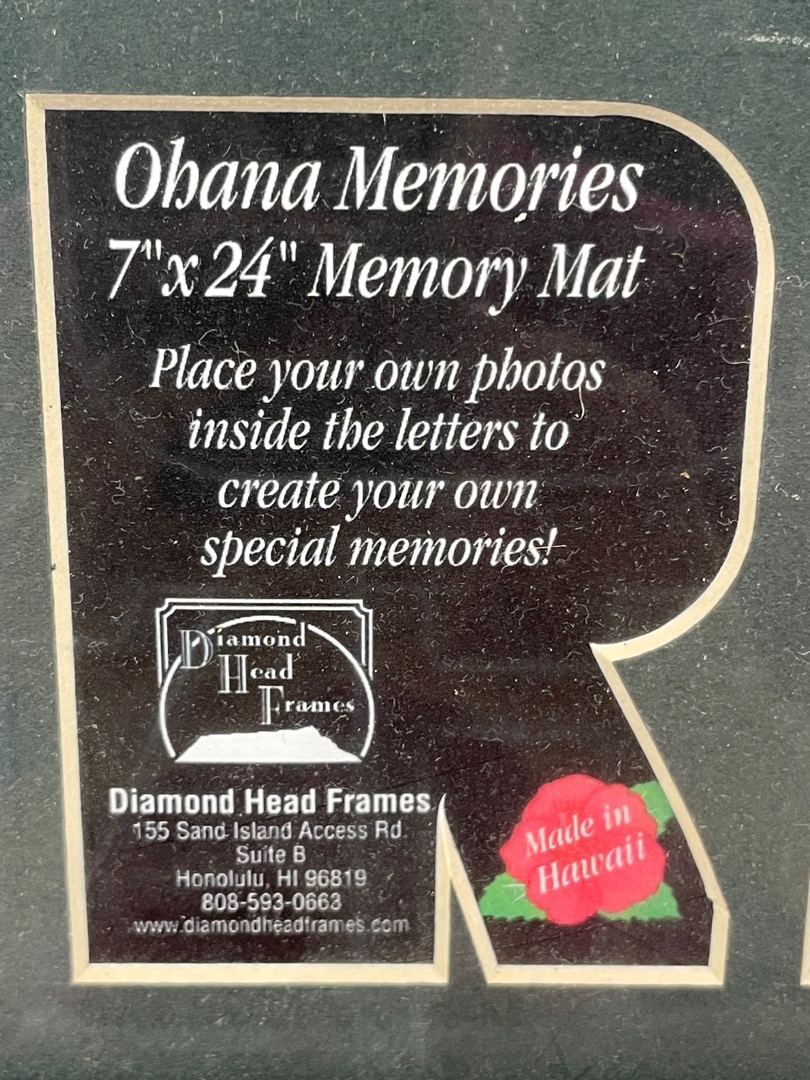 Ohana Memories
7"x 24" Memory Mat
Place your own photos
inside the letters to
create your own
special memories!
Diamond
Head
Frames
Diamond Head Frames
155 Sand Island Access Rd.
Suite B
Honolulu, HI 96819
808-593-0663
www.diamondheadframes.com
Made in
Hawaii